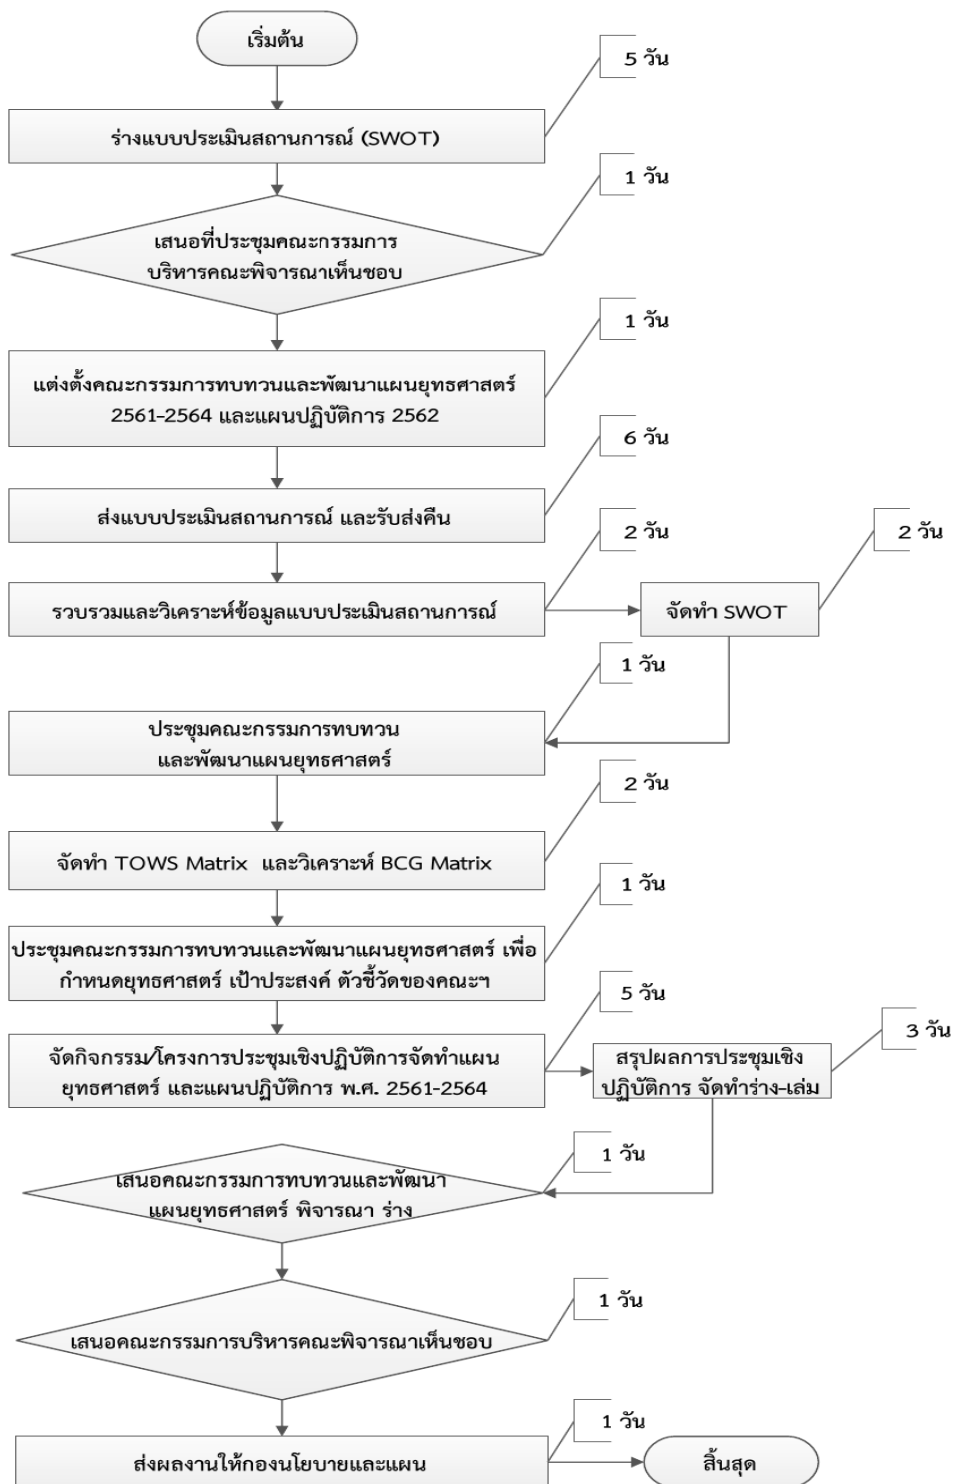 เริ่มต้น
5 วัน
ร่างแบบประเมินสถานการณ์ (SWOT)
1 วัน
เสนอที่ประชุมคณะกรรมการ
บริหารคณะพิจารณาเห็นชอบ
1 วัน
แต่งตั้งคณะกรรมการทบทวนและพัฒนาแผนยุทธศาสตร์
2561-2564 และแผนปฏิบัติการ 2562
6 วัน
ส่งแบบประเมินสถานการณ์ และรับส่งคืน
2 วัน
2 วัน
รวบรวมและวิเคราะห์ข้อมูลแบบประเมินสถานการณ์
จัดทำ SWOT
1 วัน
ประชุมคณะกรรมการทบทวน
และพัฒนาแผนยุทธศาสตร์
2 วัน
จัดทำ TOWS Matrix และวิเคราะห์ BCG Matrix
1 วัน
ประชุมคณะกรรมการทบทวนและพัฒนาแผนยุทธศาสตร์ เพื่อ
กำหนดยุทธศาสตร์ เป้าประสงค์ ตัวชี้วัดของคณะฯ
5 วัน
3 วัน
จัดกิจกรรม/โครงการประชุมเชิงปฏิบัติการจัดทำแผน
ยุทธศาสตร์ และแผนปฏิบัติการ พ.ศ. 2561-2564
สรุปผลการประชุมเชิง
ปฏิบัติการ จัดทำร่าง-เล่ม
1 วัน
เสนอคณะกรรมการทบทวนและพัฒนา
แผนยุทธศาสตร์ พิจารณา ร่าง
1 วัน
เสนอคณะกรรมการบริหารคณะพิจารณาเห็นชอบ
1 วัน
ส่งผลงานให้กองนโยบายและแผน
สิ้นสุด